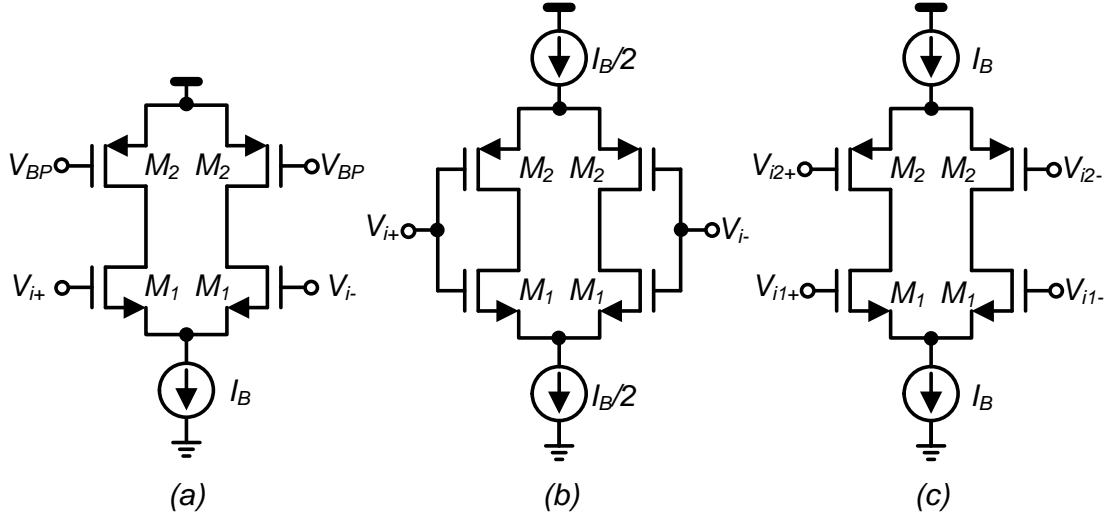 I_B/2
I_B
V_BP M_2 M_2 V_BP
M_2 M_2
V_i2+ M_2 M_2 V_i2-
V_i+ V_i-
V_i+ M_1 M_1 V_i-
M_1 M_1
V_i1+ M_1 M_1 V_i1-
I_B
I_B/2
I_B
(a) (b) (c)